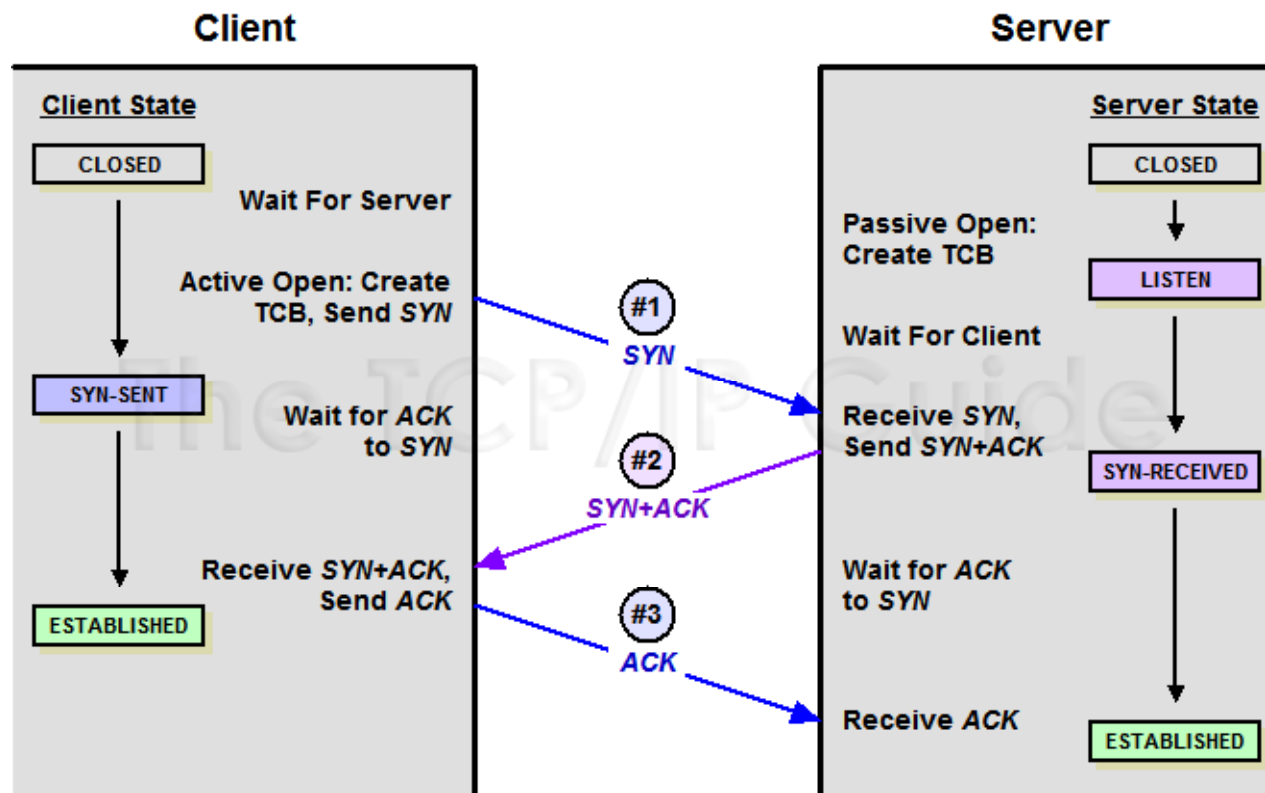 Client
Server
Client State
CLOSED
Wait For Server
Active Open: Create
TCB, Send SYN
SYN-SENT
Wait for ACK
to SYN
Receive SYN+ACK,
Send ACK
ESTABLISHED
#1
SYN
#2
SYN+ACK
#3
ACK
Server State
CLOSED
Passive Open:
Create TCB
LISTEN
Wait For Client
Receive SYN,
Send SYN+ACK
SYN-RECEIVED
Wait for ACK
to SYN
Receive ACK
ESTABLISHED
The TCP/IP Guide